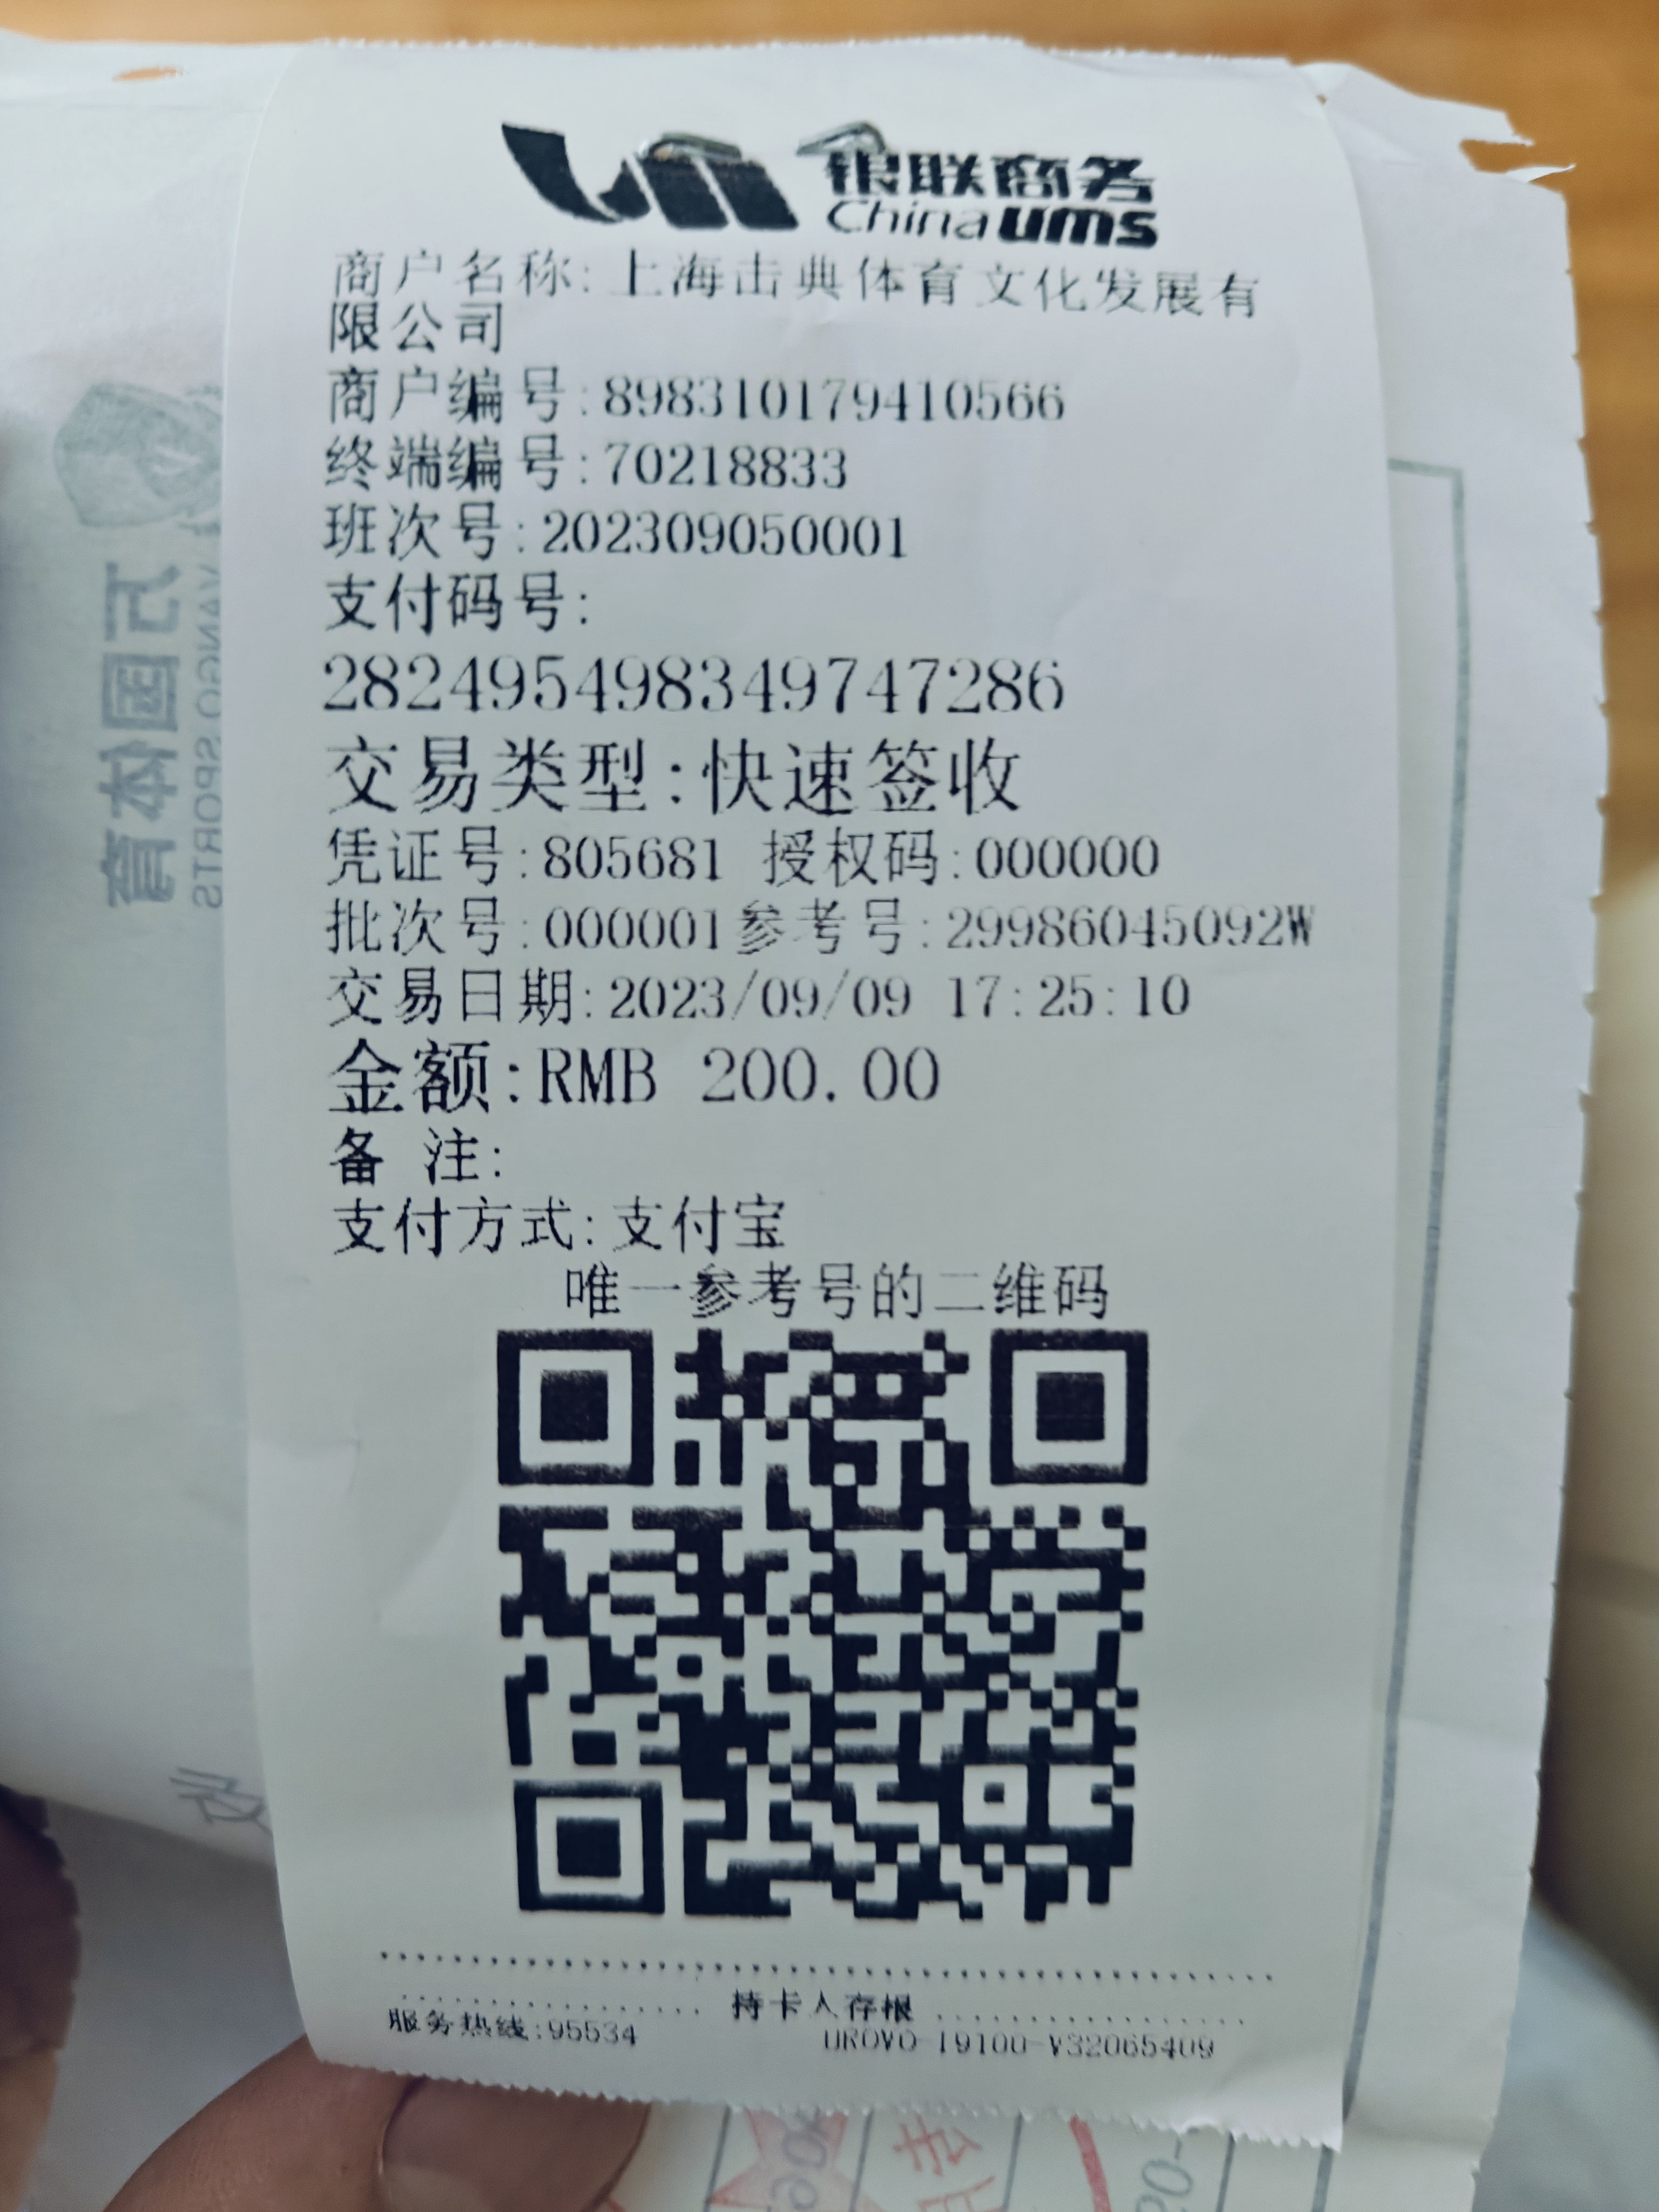 银联商务
China ums
商户名称:上海击典体育文化发展有
限公司
商户编号:898310179410566
终端编号:70218833
班次号:202309050001
支付码号:
282495498349747286
交易类型:快速签收
凭证号:805681 授权码:000000
批次号:000001参考号:29986045092W
交易日期:2023/09/09 17:25:10
金额:RMB 200.00
备 注:
支付方式:支付宝
唯一参考号的二维码
持卡人存根
服务热线:95534 UROVO-I9100-V32065409
体育
SPORTS